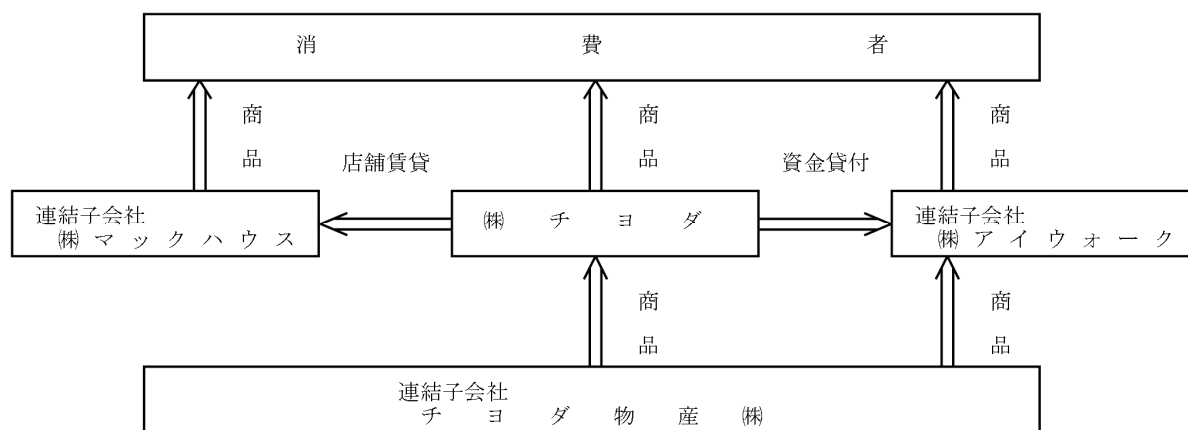 消費者
商品
商品
商品
店舗賃貸
資金貸付
連結子会社
㈱マックハウス
㈱チヨダ
連結子会社
㈱アイウォーク
商品
商品
連結子会社
チヨダ物産㈱